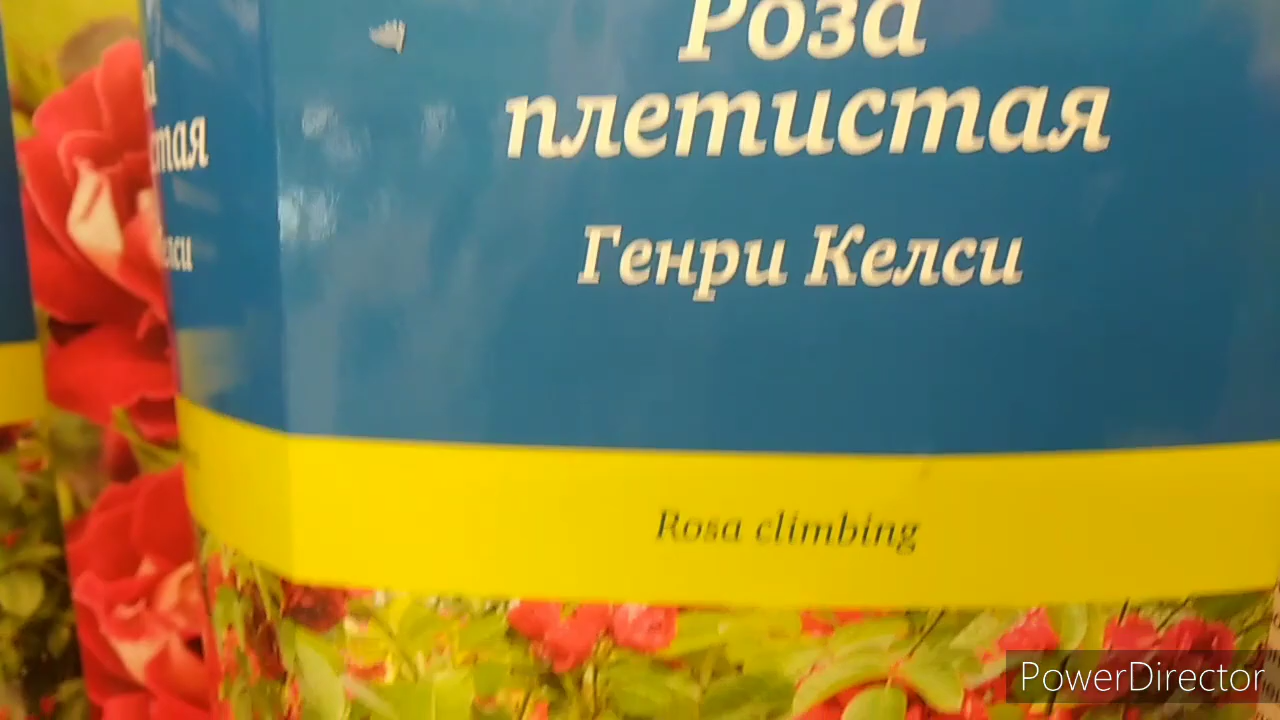 Роза
плетистая
Генри Келси
Rosa climbing
PowerDirector